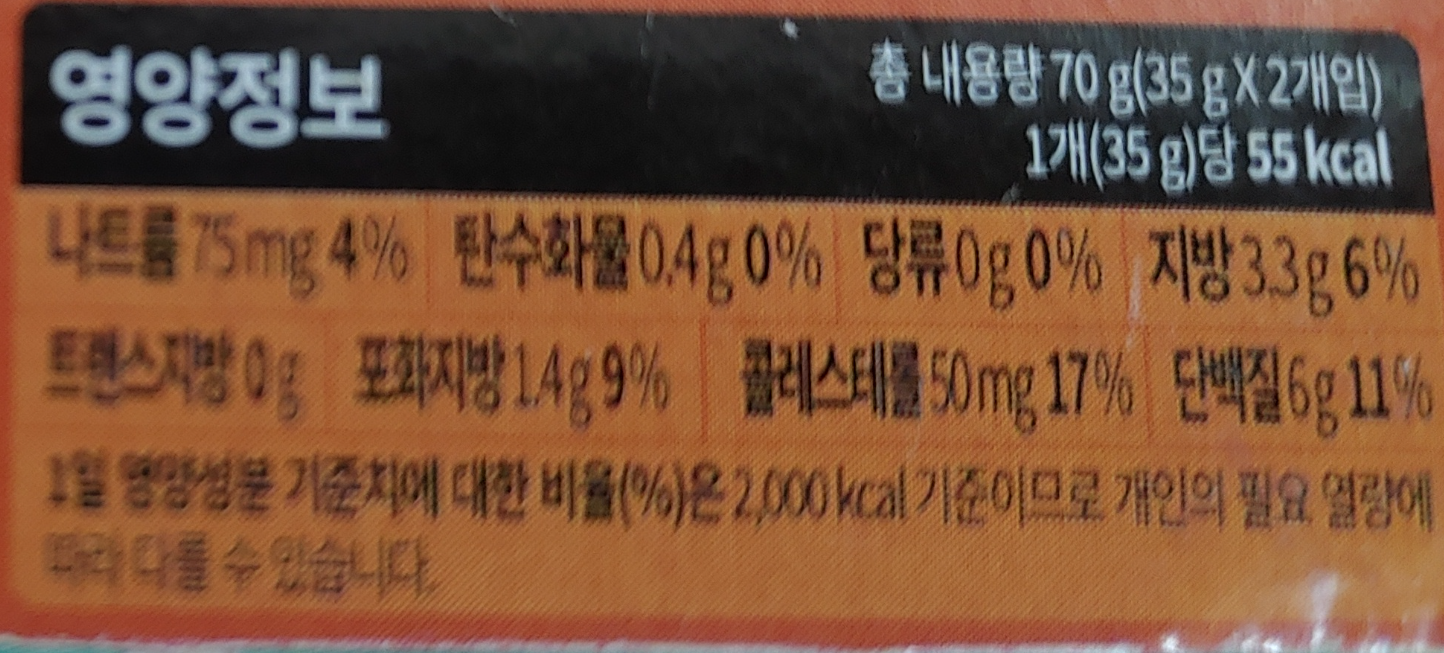 영양정보
총 내용량 70 g(35 g X 2개입)
1개(35 g)당 55 kcal
나트륨 75 mg 4% 탄수화물 0.4 g 0% 당류 0 g 0% 지방 3.3 g 6%
트랜스지방 0 g 포화지방 1.4 g 9% 콜레스테롤 50 mg 17% 단백질 6 g 11%
1일 영양성분 기준치에 대한 비율(%)은 2,000 kcal 기준이므로 개인의 필요 열량에
따라 다를 수 있습니다.